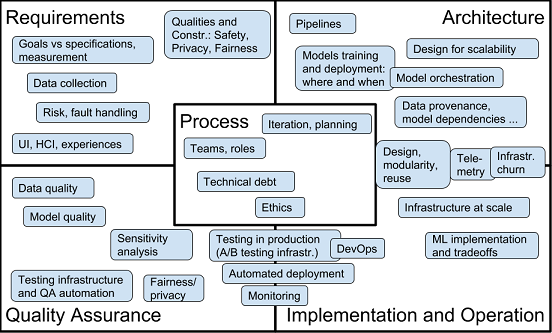 Requirements
Qualities and
Constr.: Safety,
Privacy, Fairness
Goals vs specifications,
measurement
Data collection
Risk, fault handling
UI, HCI, experiences
Architecture
Pipelines
Design for scalability
Models training
and deployment:
where and when
Model orchestration
Data provenance,
model dependencies ...
Design,
modularity,
reuse
Tele-
metry
Infrastr.
churn
Process
Iteration, planning
Teams, roles
Technical debt
Ethics
Data quality
Model quality
Sensitivity
analysis
Testing infrastructure
and QA automation
Fairness/
privacy
Quality Assurance
Testing in production
(A/B testing infrastr.)
DevOps
Automated deployment
Monitoring
Infrastructure at scale
ML implementation
and tradeoffs
Implementation and Operation